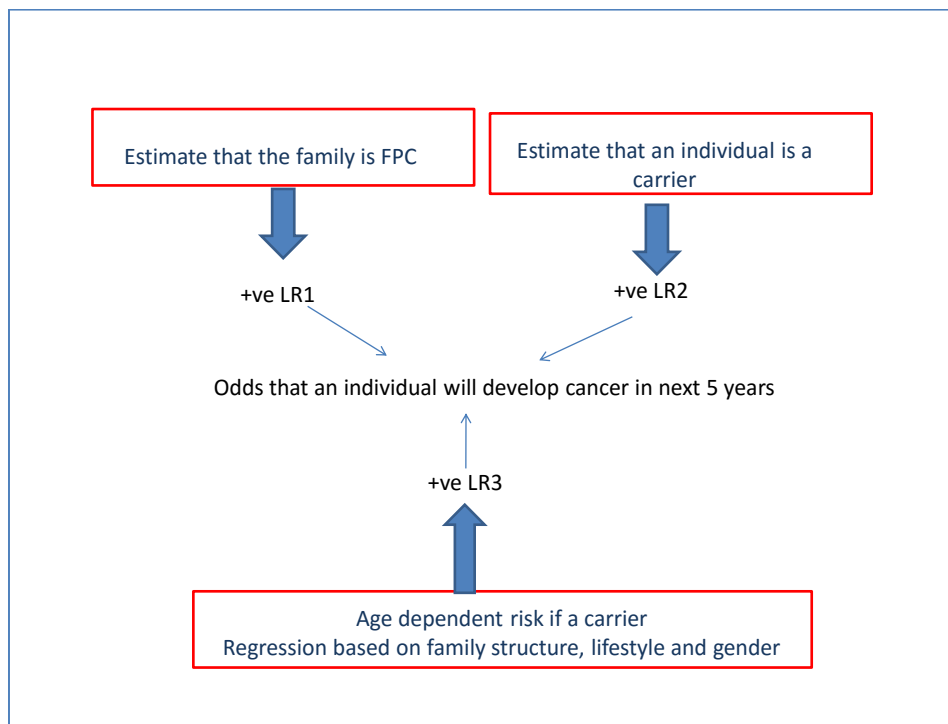 Estimate that the family is FPC
Estimate that an individual is a
carrier
+ve LR1
+ve LR2
Odds that an individual will develop cancer in next 5 years
+ve LR3
Age dependent risk if a carrier
Regression based on family structure, lifestyle and gender